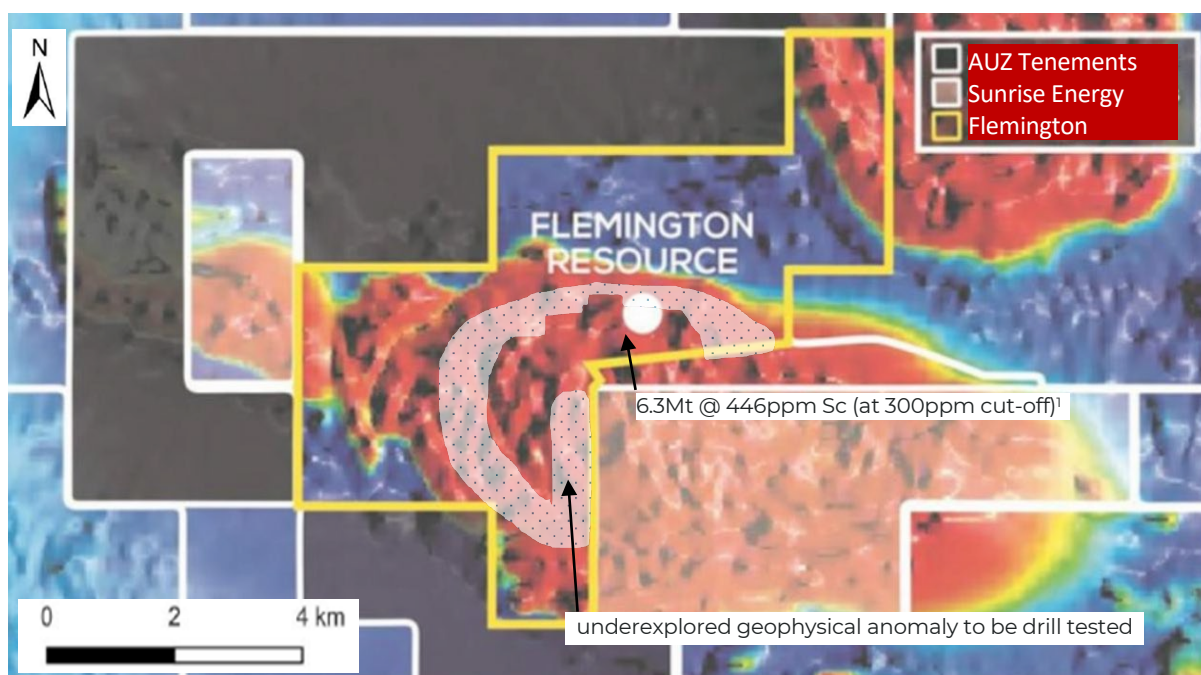 N
AUZ Tenements
Sunrise Energy
Flemington
FLEMINGTON
RESOURCE
6.3Mt @ 446ppm Sc (at 300ppm cut-off)¹
underexplored geophysical anomaly to be drill tested
0 2 4 km